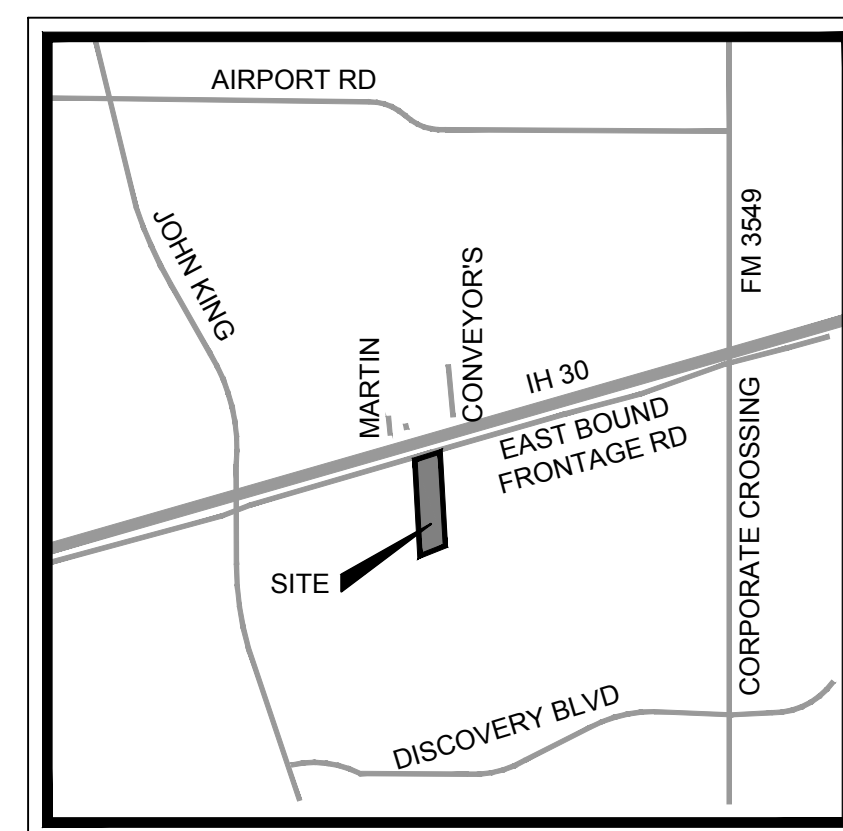 AIRPORT RD
JOHN KING
FM 3549
CONVEYOR'S
MARTIN
IH 30
EAST BOUND
FRONTAGE RD
CORPORATE CROSSING
SITE
DISCOVERY BLVD